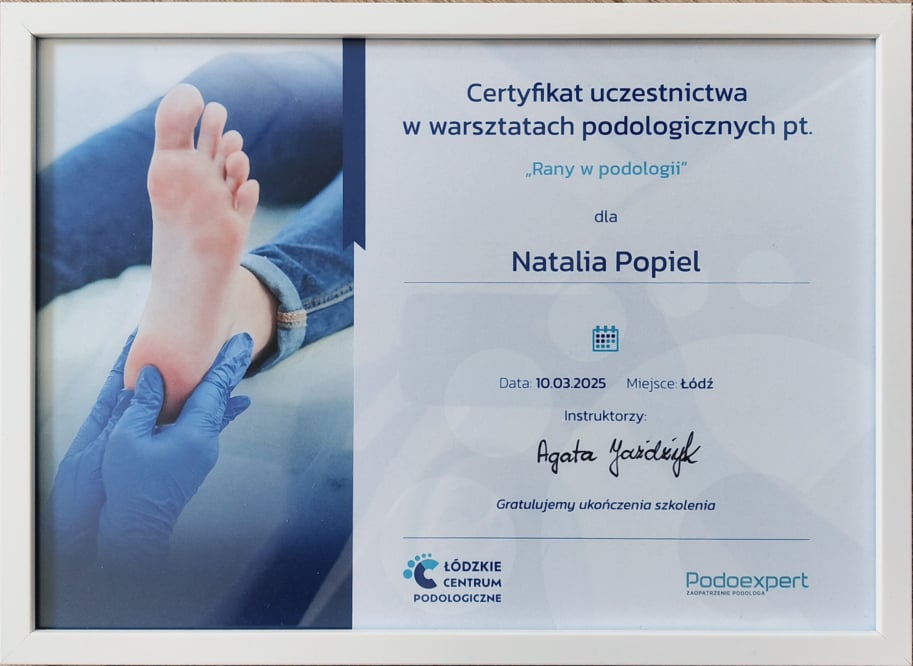 Certyfikat uczestnictwa
w warsztatach podologicznych pt.
„Rany w podologii”
dla
Natalia Popiel
Data: 10.03.2025 Miejsce: Łódź
Instruktorzy:
Agata Jażdżyk
Gratulujemy ukończenia szkolenia
ŁÓDZKIE
CENTRUM
PODOLOGICZNE
Podoexpert
ZAOPATRZENIE PODOLOGA